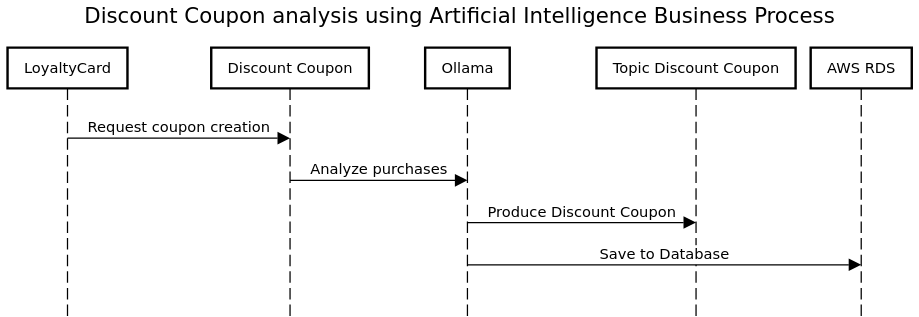 Discount Coupon analysis using Artificial Intelligence Business Process
LoyaltyCard
Discount Coupon
Ollama
Topic Discount Coupon
AWS RDS
Request coupon creation
Analyze purchases
Produce Discount Coupon
Save to Database